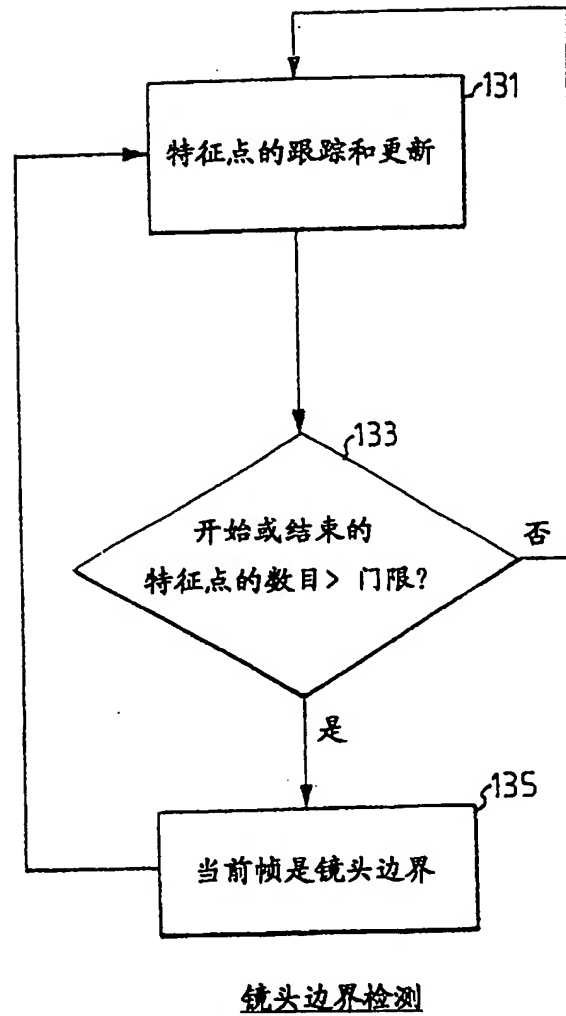 131
特征点的跟踪和更新
133
开始或结束的
特征点的数目> 门限?
否
是
135
当前帧是镜头边界
镜头边界检测